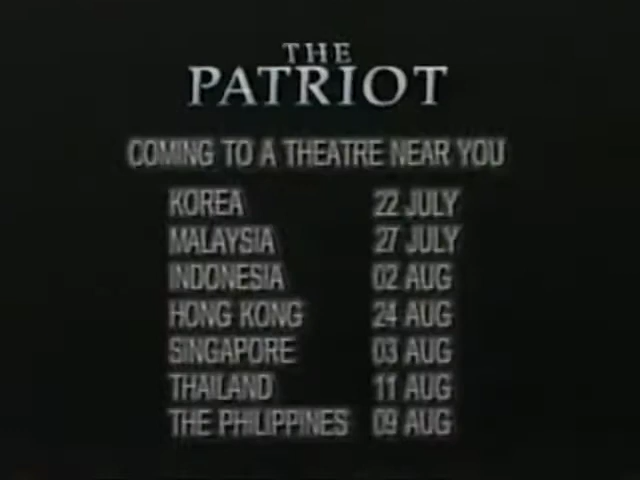 THE
PATRIOT
COMING TO A THEATRE NEAR YOU
KOREA 22 JULY
MALAYSIA 27 JULY
INDONESIA 02 AUG
HONG KONG 24 AUG
SINGAPORE 03 AUG
THAILAND 11 AUG
THE PHILIPPINES 09 AUG